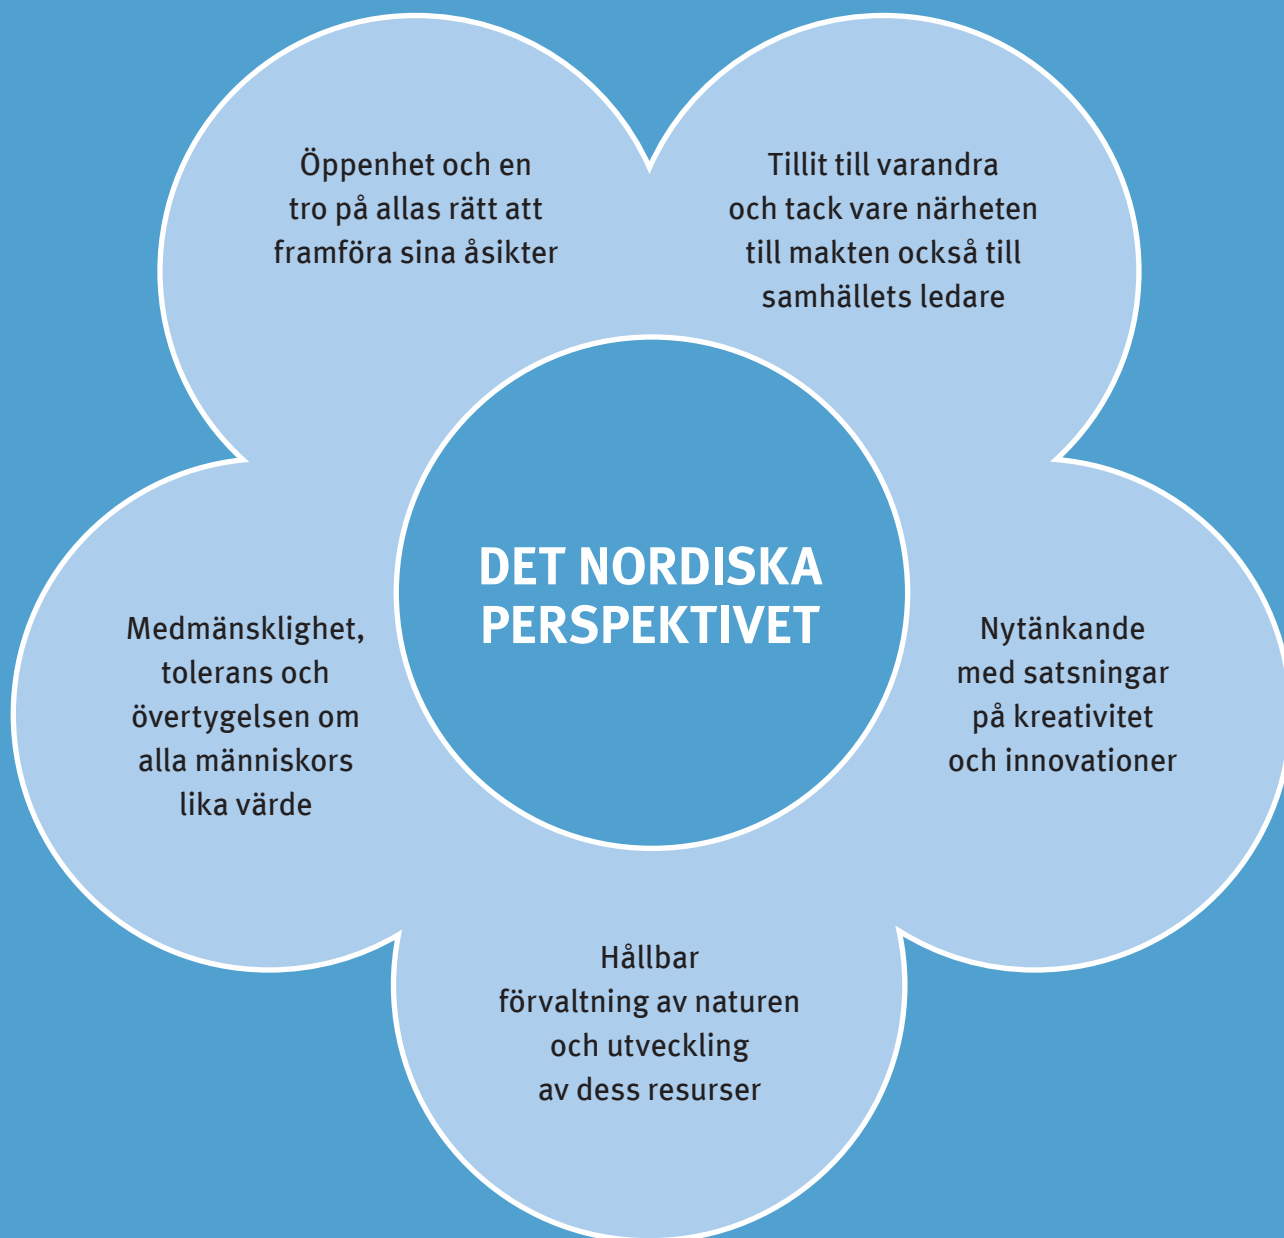 Öppenhet och en
tro på allas rätt att
framföra sina åsikter
Tillit till varandra
och tack vare närheten
till makten också till
samhällets ledare
DET NORDISKA
PERSPEKTIVET
Medmänsklighet,
tolerans och
övertygelsen om
alla människors
lika värde
Nytänkande
med satsningar
på kreativitet
och innovationer
Hållbar
förvaltning av naturen
och utveckling
av dess resurser